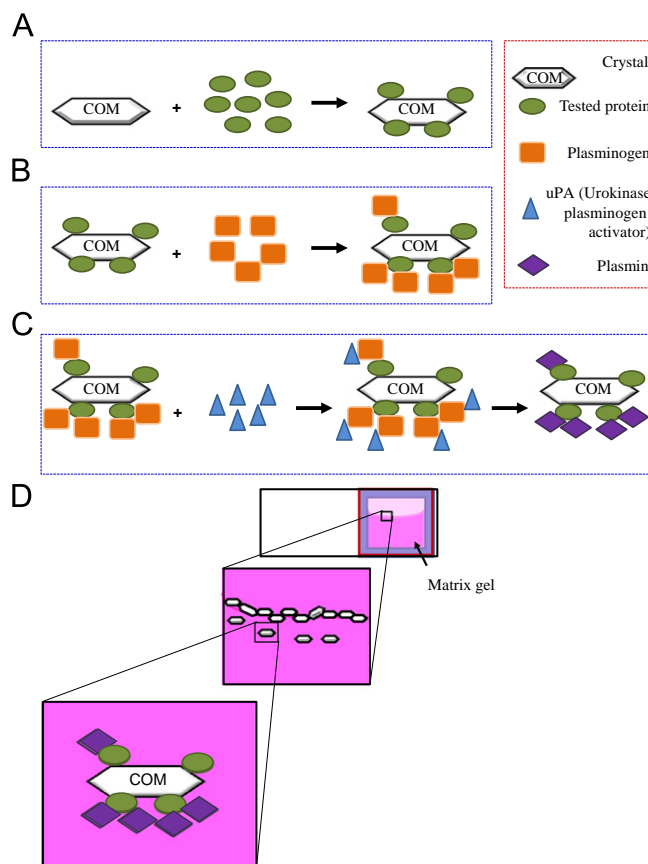 A
COM
+
COM
COM
Crystal
Tested protein
Plasminogen
uPA (Urokinase
plasminogen
activator)
Plasmin
B
COM
+
COM
C
COM
+
COM
COM
D
Matrix gel
COM